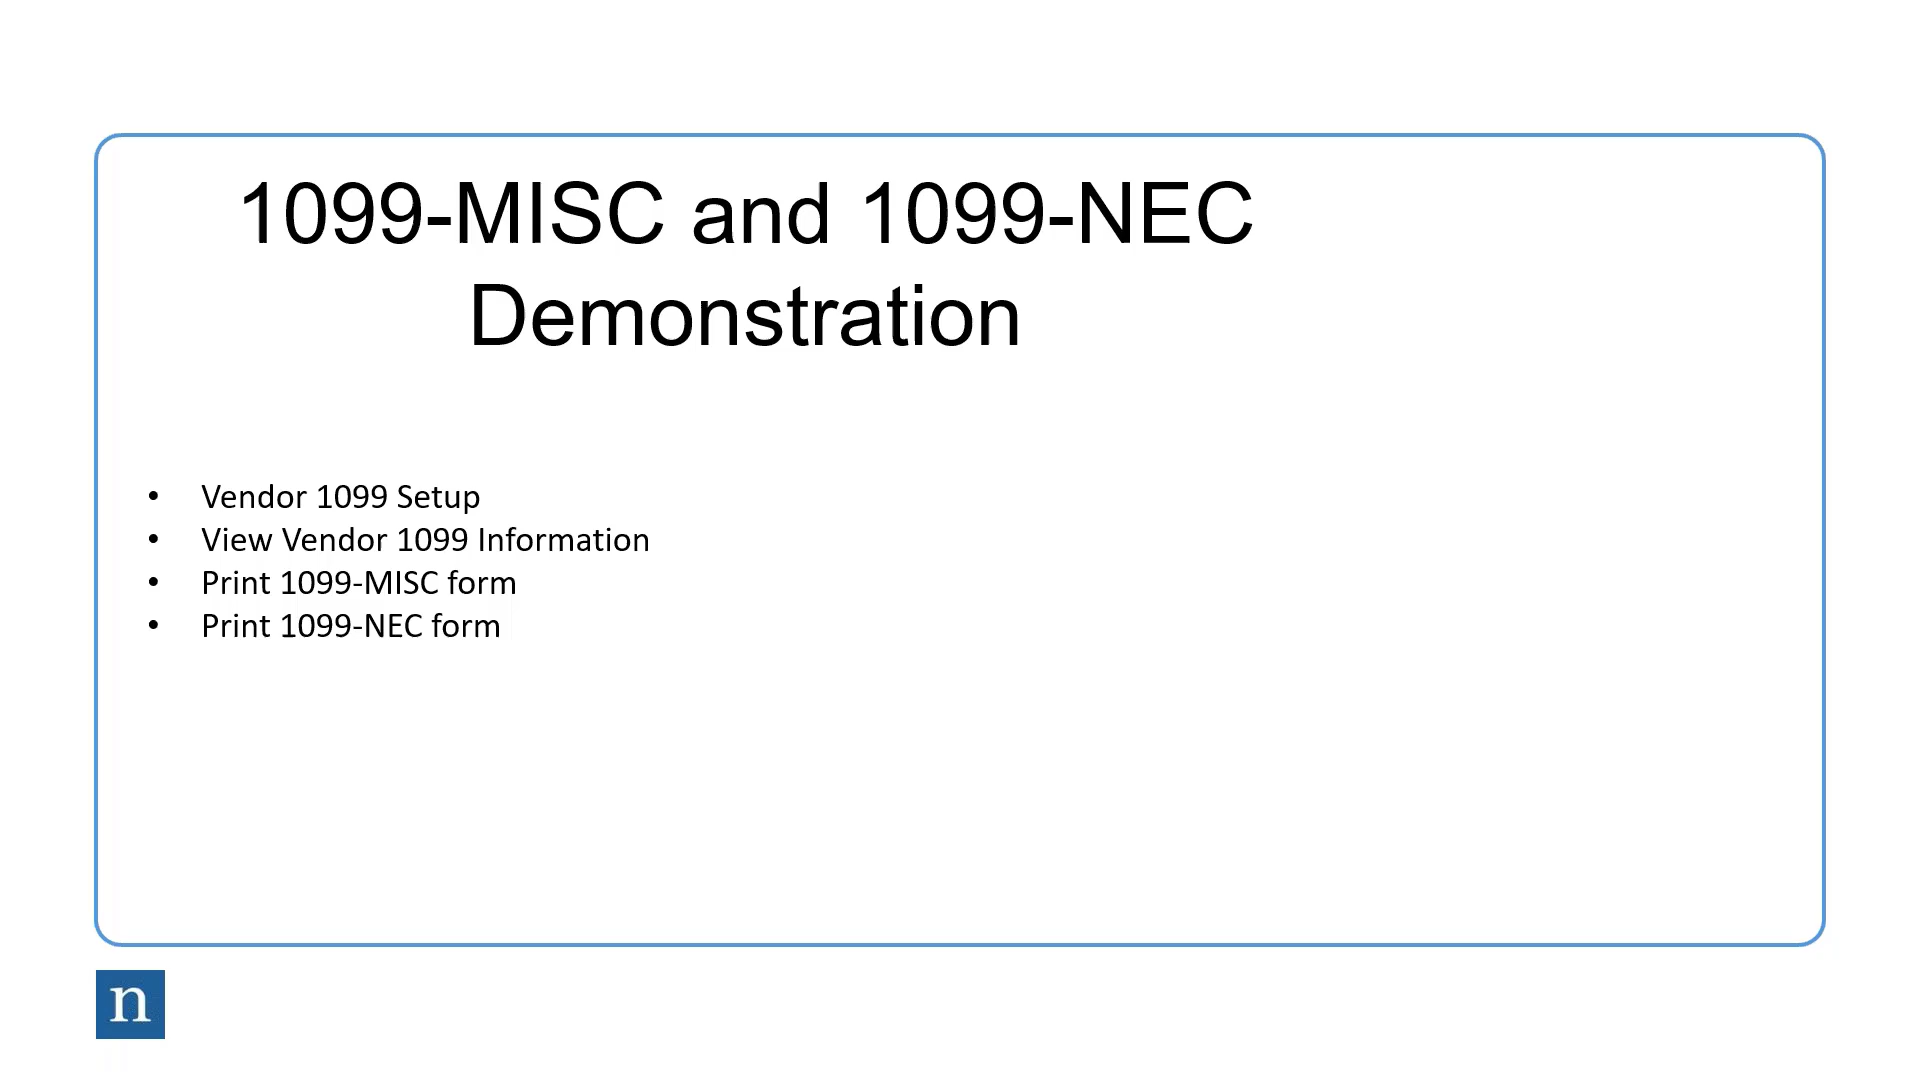 1099-MISC and 1099-NEC
Demonstration
• Vendor 1099 Setup
• View Vendor 1099 Information
• Print 1099-MISC form
• Print 1099-NEC form
n